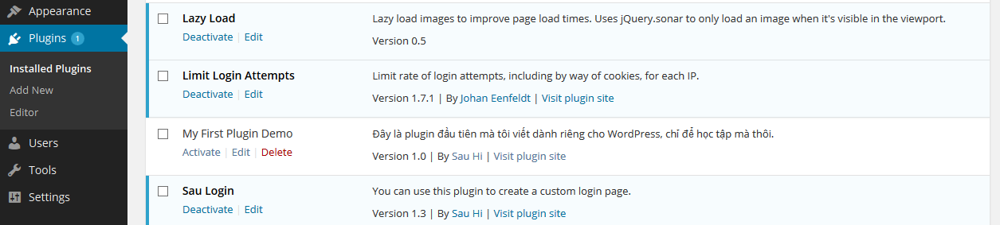 Appearance
Plugins 1
Installed Plugins
Add New
Editor
Users
Tools
Settings
Lazy Load
Lazy load images to improve page load times. Uses jQuery.sonar to only load an image when it's visible in the viewport.
Deactivate | Edit
Version 0.5
Limit Login Attempts
Limit rate of login attempts, including by way of cookies, for each IP.
Deactivate | Edit
Version 1.7.1 | By Johan Eenfeldt | Visit plugin site
My First Plugin Demo
Đây là plugin đầu tiên mà tôi viết dành riêng cho WordPress, chỉ để học tập mà thôi.
Activate | Edit | Delete
Version 1.0 | By Sau Hi | Visit plugin site
Sau Login
You can use this plugin to create a custom login page.
Deactivate | Edit
Version 1.3 | By Sau Hi | Visit plugin site